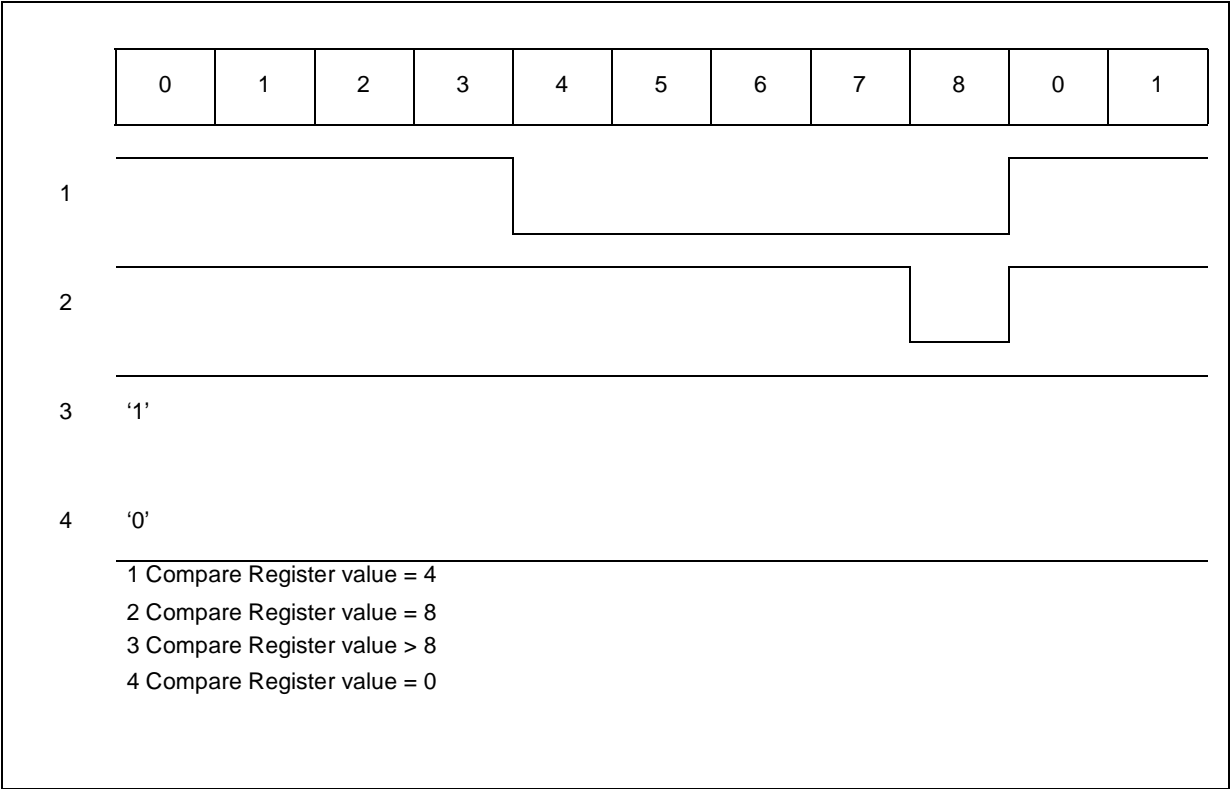 0 1 2 3 4 5 6 7 8 0 1
1
2
3 ‘1’
4 ‘0’
1 Compare Register value = 4
2 Compare Register value = 8
3 Compare Register value > 8
4 Compare Register value = 0